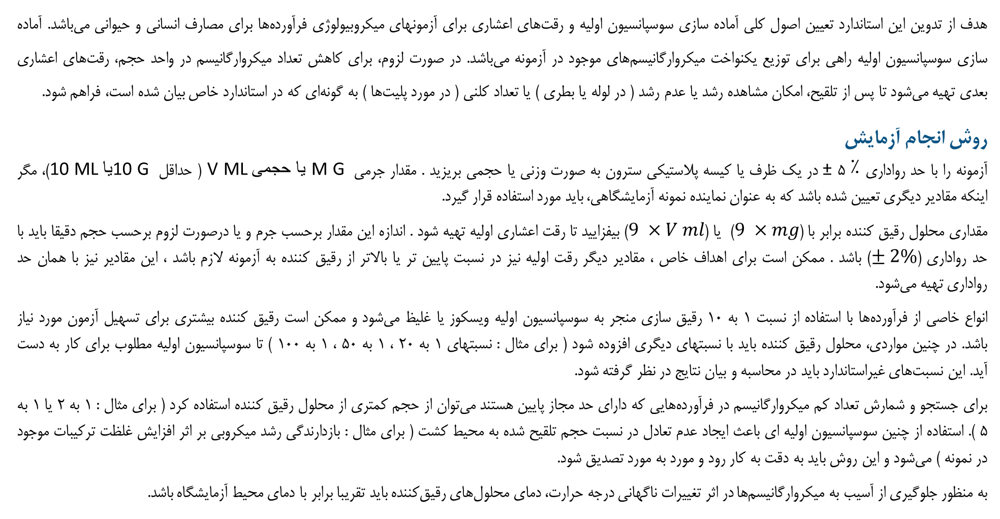 هدف از تدوین این استاندارد تعیین اصول کلی آماده سازی سوسپانسیون اولیه و رقت‌های اعشاری برای آزمونهای میکروبیولوژی فرآورده‌ها برای مصارف انسانی و حیوانی می‌باشد. آماده
سازی سوسپانسیون اولیه راهی برای توزیع یکنواخت میکروارگانیسم‌های موجود در آزمونه می‌باشد. در صورت لزوم، برای کاهش تعداد میکروارگانیسم در واحد حجم، رقت‌های اعشاری
بعدی تهیه می‌شود تا پس از تلقیح، امکان مشاهده رشد یا عدم رشد ( در لوله یا بطری ) یا تعداد کلنی ( در مورد پلیت‌ها ) به گونه‌ای که در استاندارد خاص بیان شده است، فراهم شود.
روش انجام آزمایش
آزمونه را با حد رواداری ٪ ۵ ± در یک ظرف یا کیسه پلاستیکی سترون به صورت وزنی یا حجمی بریزید . مقدار جرمی M G یا حجمی V ML ( حداقل 10 G یا 10 ML)، مگر
اینکه مقادیر دیگری تعیین شده باشد که به عنوان نماینده نمونه آزمایشگاهی، باید مورد استفاده قرار گیرد.
مقداری محلول رقیق کننده برابر با (9 × mg) یا (9 × V ml) بیفزایید تا رقت اعشاری اولیه تهیه شود . اندازه این مقدار برحسب جرم و یا درصورت لزوم برحسب حجم دقیقا باید با
حد رواداری (± 2%) باشد . ممکن است برای اهداف خاص ، مقادیر دیگر رقت اولیه نیز در نسبت پایین تر یا بالاتر از رقیق کننده به آزمونه لازم باشد ، این مقادیر نیز با همان حد
رواداری تهیه می‌شود.
انواع خاصی از فرآورده‌ها با استفاده از نسبت ۱ به ۱۰ رقیق سازی منجر به سوسپانسیون اولیه ویسکوز یا غلیظ می‌شود و ممکن است رقیق کننده بیشتری برای تسهیل آزمون مورد نیاز
باشد. در چنین مواردی، محلول رقیق کننده باید با نسبتهای دیگری افزوده شود ( برای مثال : نسبتهای ۱ به ۲۰ ، ۱ به ۵۰ ، ۱ به ۱۰۰ ) تا سوسپانسیون اولیه مطلوب برای کار به دست
آید. این نسبت‌های غیراستاندارد باید در محاسبه و بیان نتایج در نظر گرفته شود.
برای جستجو و شمارش تعداد کم میکروارگانیسم در فرآورده‌هایی که دارای حد مجاز پایین هستند می‌توان از حجم کمتری از محلول رقیق کننده استفاده کرد ( برای مثال : ۱ به ۲ یا ۱ به
۵ ). استفاده از چنین سوسپانسیون اولیه ای باعث ایجاد عدم تعادل در نسبت حجم تلقیح شده به محیط کشت ( برای مثال : بازدارندگی رشد میکروبی بر اثر افزایش غلظت ترکیبات موجود
در نمونه ) می‌شود و این روش باید به دقت به کار رود و مورد به مورد تصدیق شود.
به منظور جلوگیری از آسیب به میکروارگانیسم‌ها در اثر تغییرات ناگهانی درجه حرارت، دمای محلول‌های رقیق‌کننده باید تقریبا برابر با دمای محیط آزمایشگاه باشد.